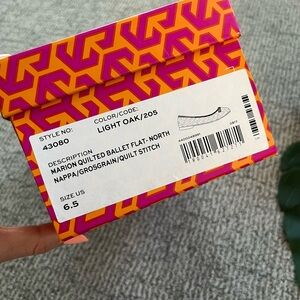 STYLE NO:
43080
COLOR/CODE:
LIGHT OAK/205
DESCRIPTION
MARION QUILTED BALLET FLAT- NORTH
NAPPA/GROSGRAIN/QUILT STITCH
SIZE US
6.5